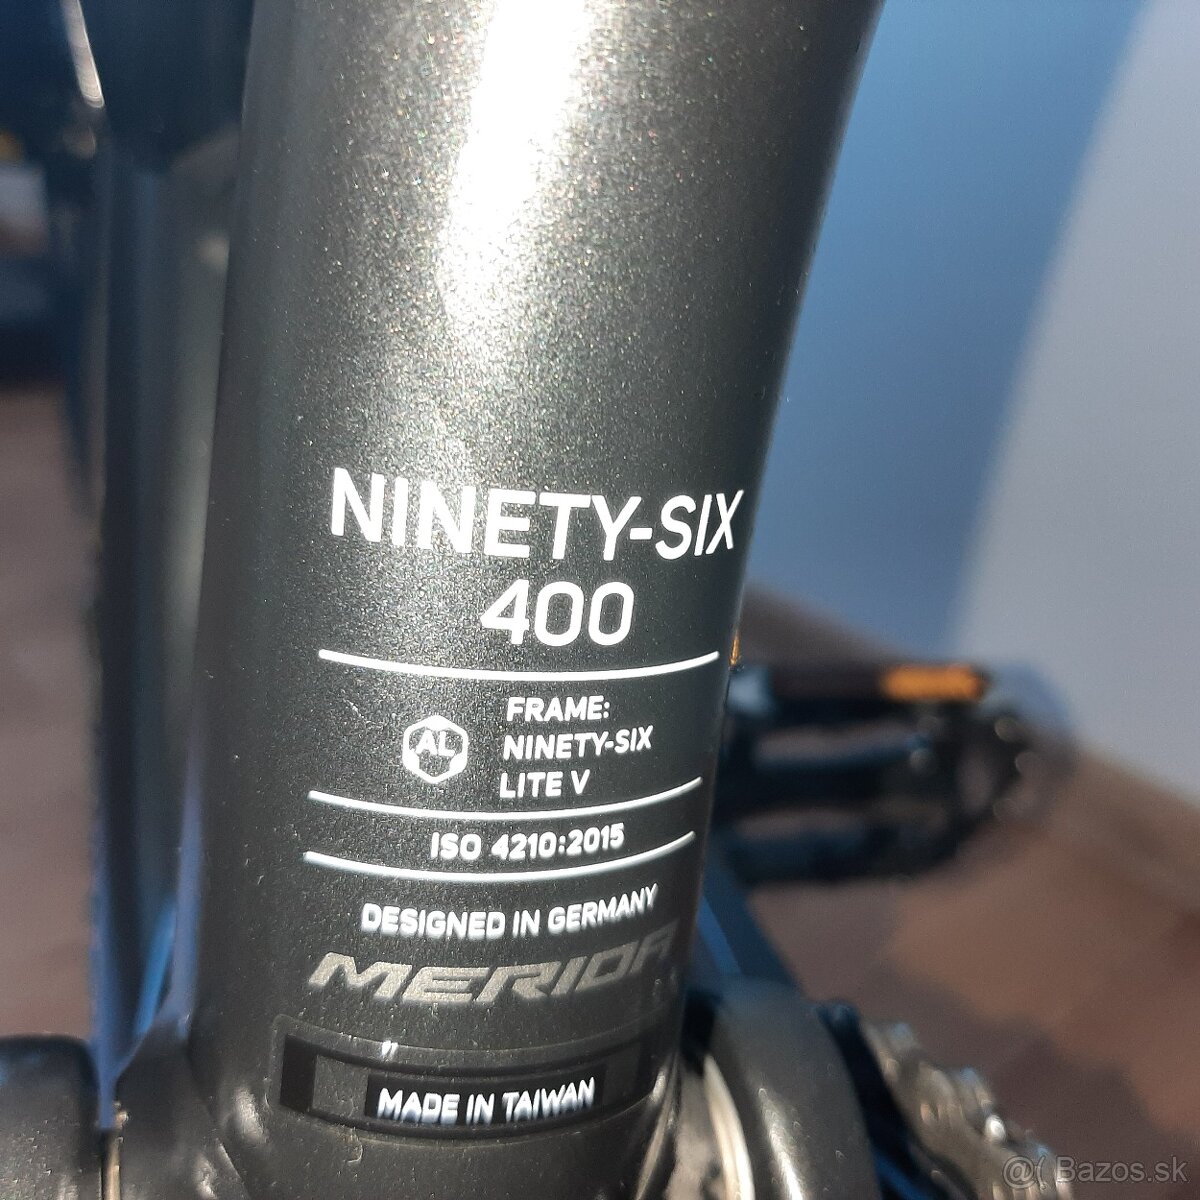 NINETY-SIX
400
AL
FRAME:
NINETY-SIX
LITE V
ISO 4210:2015
DESIGNED IN GERMANY
MERIDA
MADE IN TAIWAN
@( Bazos.sk